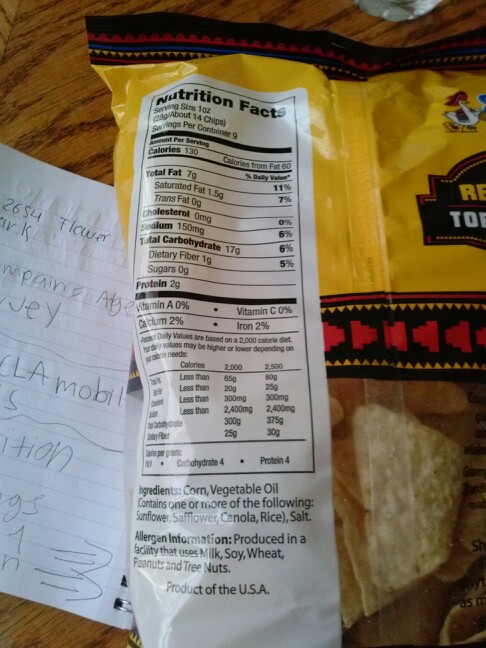 Nutrition Facts
Serving Size 1oz
(28g/About 14 Chips)
Servings Per Container 9
Amount Per Serving
Calories 130 Calories from Fat 60
% Daily Value*
Total Fat 7g 11%
Saturated Fat 1.5g 7%
Trans Fat 0g
Cholesterol 0mg 0%
Sodium 150mg 6%
Total Carbohydrate 17g 6%
Dietary Fiber 1g 5%
Sugars 0g
Protein 2g
Vitamin A 0% • Vitamin C 0%
Calcium 2% • Iron 2%
Percent Daily Values are based on a 2,000 calorie diet.
Your daily values may be higher or lower depending on
your calorie needs:
Calories 2,000 2,500
Total Fat Less than 65g 80g
Sat Fat Less than 20g 25g
Cholesterol Less than 300mg 300mg
Sodium Less than 2,400mg 2,400mg
Total Carbohydrate 300g 375g
Dietary Fiber 25g 30g
Calories per gram:
Fat • Carbohydrate 4 • Protein 4
Ingredients: Corn, Vegetable Oil
(Contains one or more of the following:
Sunflower, Safflower, Canola, Rice), Salt.
Allergen Information: Produced in a
facility that uses Milk, Soy, Wheat,
Peanuts and Tree Nuts.
Product of the U.S.A.
RE
TOR
2654 Flower
ark
vey
CLA mobil
s
ition
gs
1
n